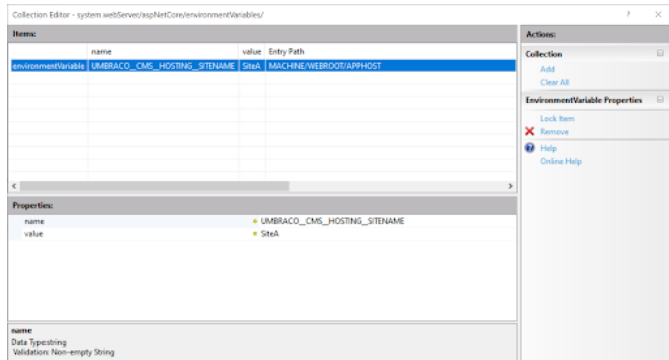 Collection Editor - system.webServer/aspNetCore/environmentVariables/
? ×
Items:
name value Entry Path
environmentVariable UMBRACO__CMS__HOSTING__SITENAME SiteA MACHINE/WEBROOT/APPHOST
Properties:
name UMBRACO__CMS__HOSTING__SITENAME
value SiteA
name
Data Type:string
Validation: Non-empty String
Actions:
Collection
Add
Clear All
EnvironmentVariable Properties
Lock Item
Remove
Help
Online Help